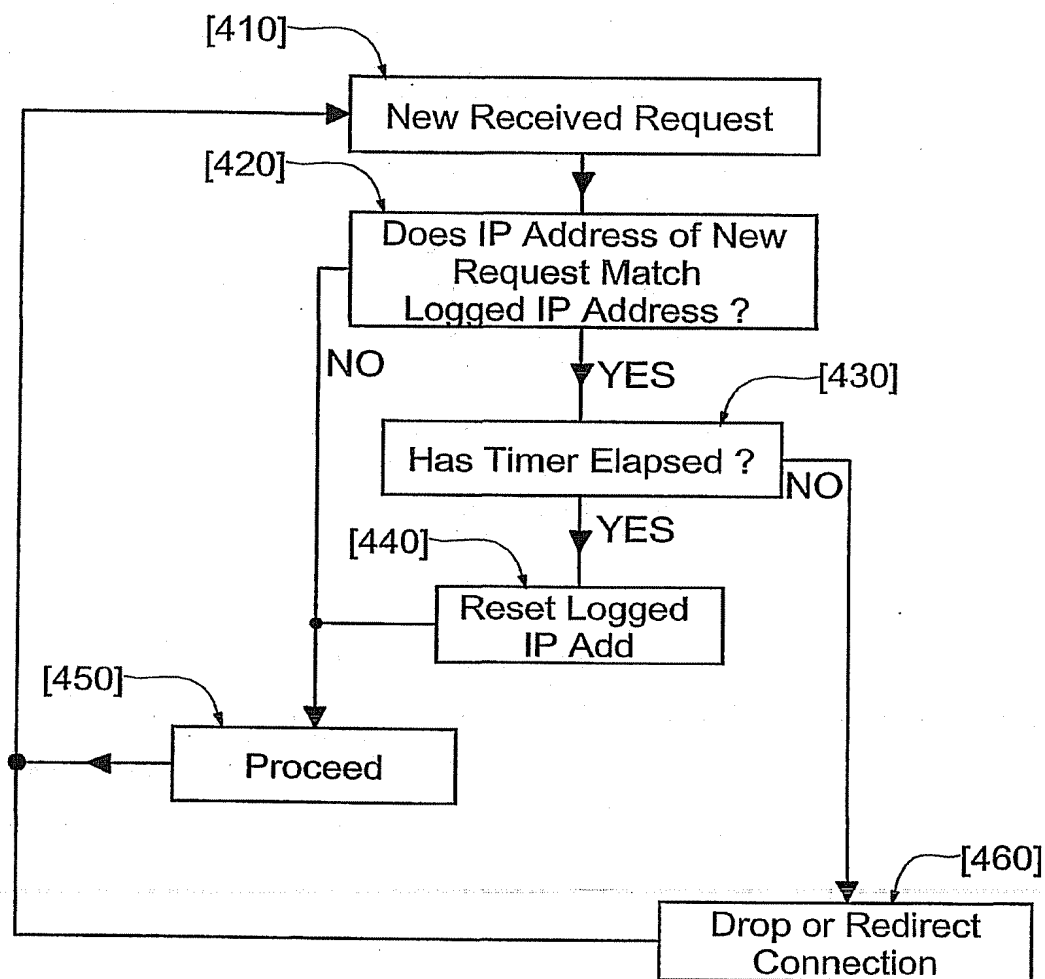 [410]
New Received Request
[420]
Does IP Address of New
Request Match
Logged IP Address ?
NO
YES
[430]
Has Timer Elapsed ?
NO
YES
[440]
Reset Logged
IP Add
[450]
Proceed
[460]
Drop or Redirect
Connection